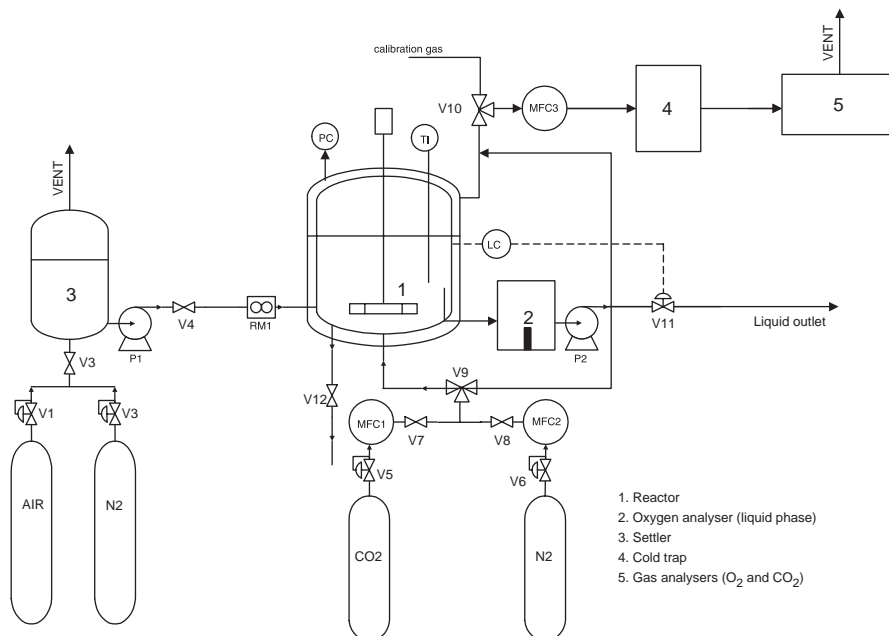 calibration gas
VENT
V10
MFC3
4
5
VENT
PC
TI
LC
3
1
2
P1
V4
RM1
P2
V11
Liquid outlet
V3
V9
V12
V1
V3
MFC1
V7
V8
MFC2
V5
V6
AIR
N2
CO2
N2
1. Reactor
2. Oxygen analyser (liquid phase)
3. Settler
4. Cold trap
5. Gas analysers (O2 and CO2)